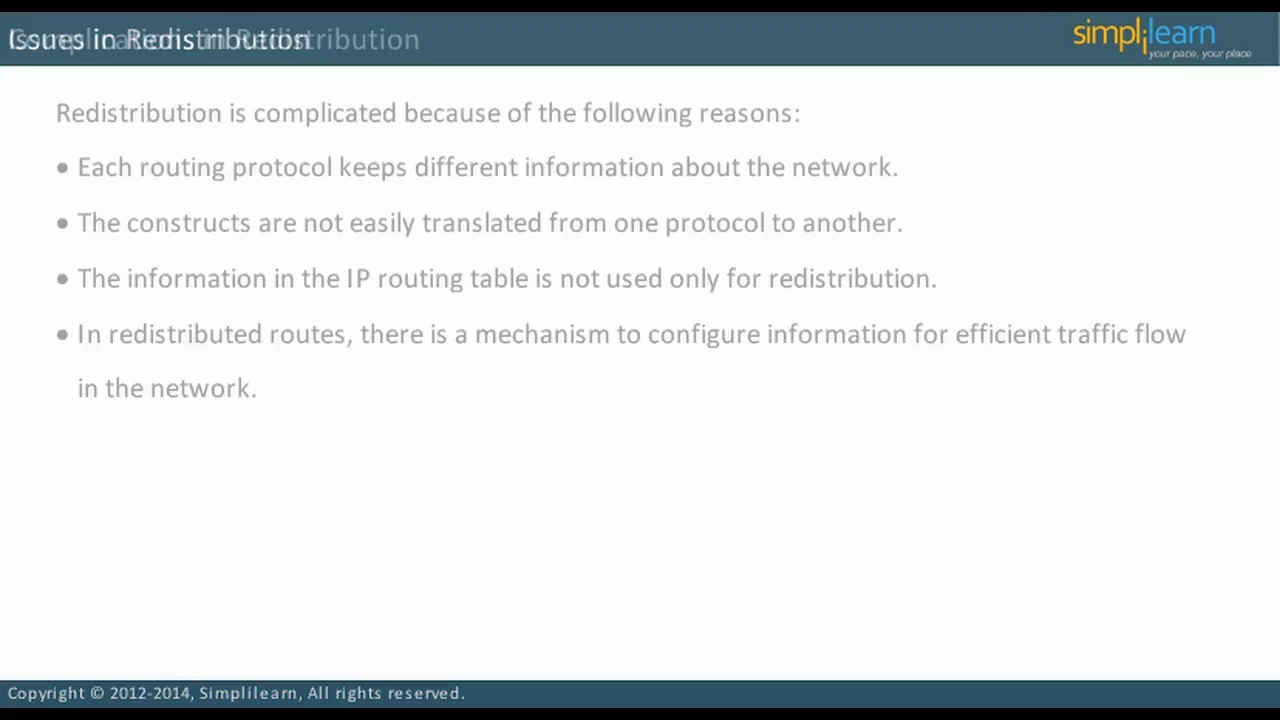 Issues in Redistribution
Complications in Redistribution
simplilearn
your pace, your place
Redistribution is complicated because of the following reasons:
• Each routing protocol keeps different information about the network.
• The constructs are not easily translated from one protocol to another.
• The information in the IP routing table is not used only for redistribution.
• In redistributed routes, there is a mechanism to configure information for efficient traffic flow
in the network.
Copyright © 2012-2014, Simplilearn, All rights reserved.